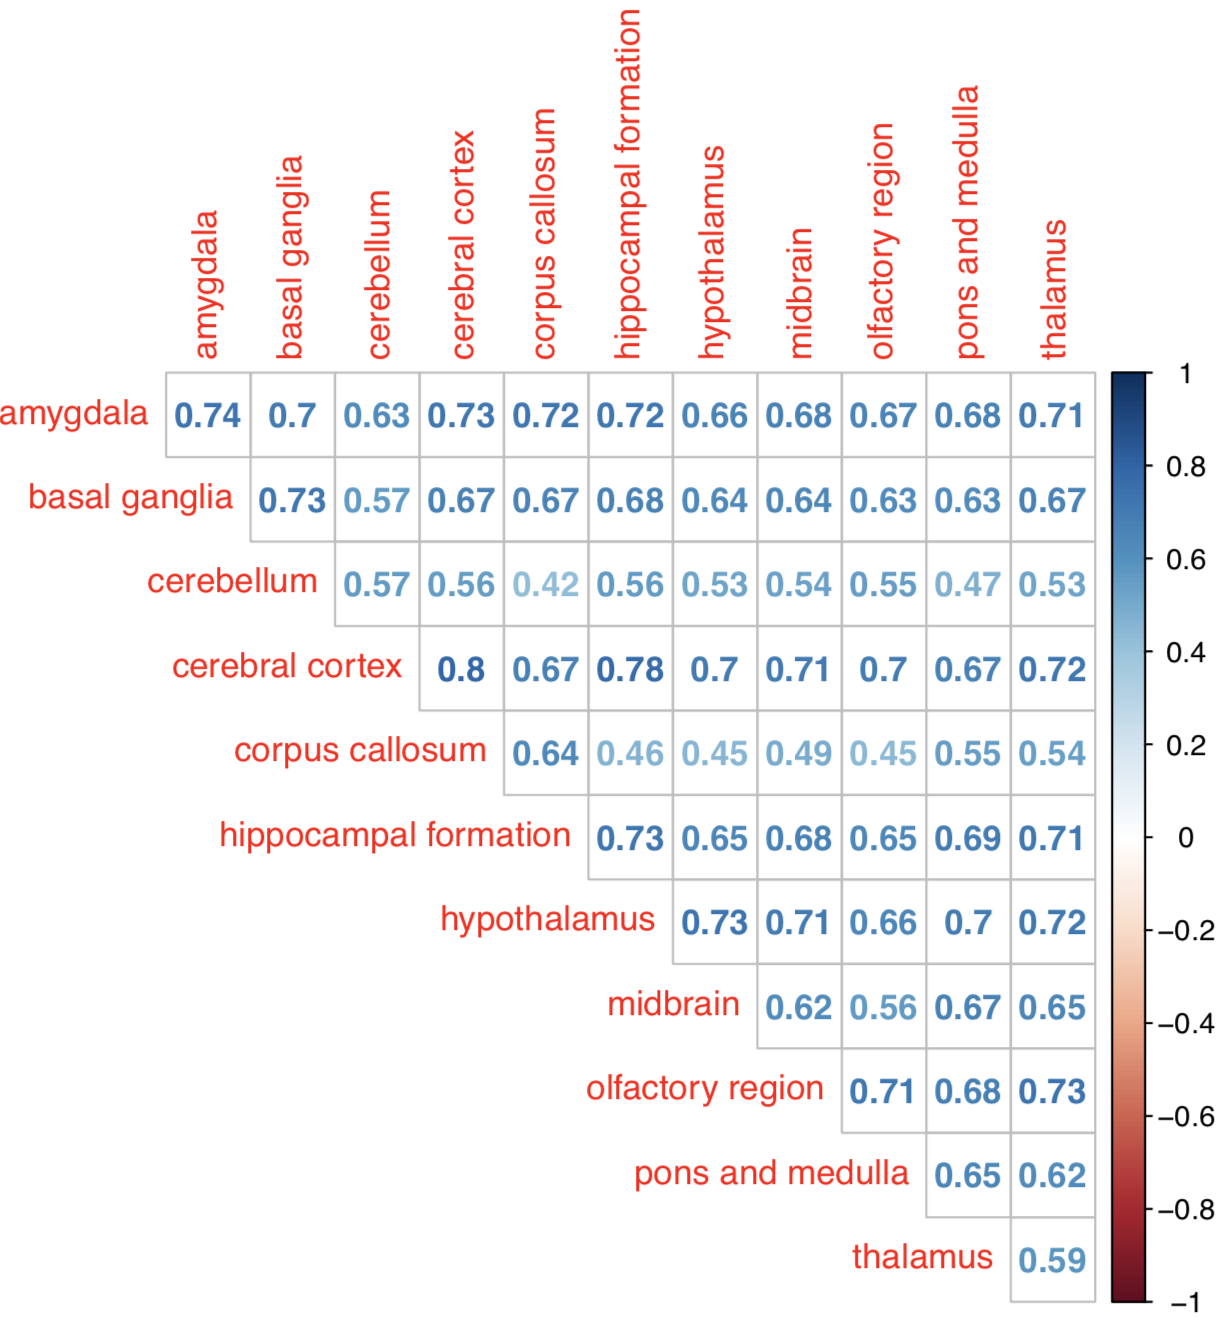 amygdala
basal ganglia
cerebellum
cerebral cortex
corpus callosum
hippocampal formation
hypothalamus
midbrain
olfactory region
pons and medulla
thalamus
amygdala 0.74 0.7 0.63 0.73 0.72 0.72 0.66 0.68 0.67 0.68 0.71
basal ganglia 0.73 0.57 0.67 0.67 0.68 0.64 0.64 0.63 0.63 0.67
cerebellum 0.57 0.56 0.42 0.56 0.53 0.54 0.55 0.47 0.53
cerebral cortex 0.8 0.67 0.78 0.7 0.71 0.7 0.67 0.72
corpus callosum 0.64 0.46 0.45 0.49 0.45 0.55 0.54
hippocampal formation 0.73 0.65 0.68 0.65 0.69 0.71
hypothalamus 0.73 0.71 0.66 0.7 0.72
midbrain 0.62 0.56 0.67 0.65
olfactory region 0.71 0.68 0.73
pons and medulla 0.65 0.62
thalamus 0.59
1
0.8
0.6
0.4
0.2
0
−0.2
−0.4
−0.6
−0.8
−1